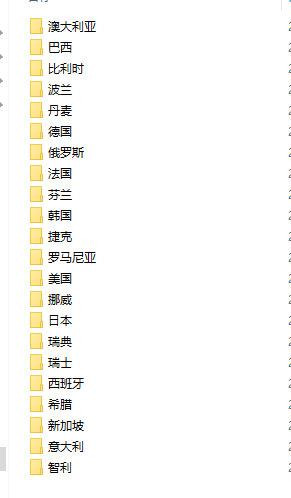 澳大利亚
巴西
比利时
波兰
丹麦
德国
俄罗斯
法国
芬兰
韩国
捷克
罗马尼亚
美国
挪威
日本
瑞典
瑞士
西班牙
希腊
新加坡
意大利
智利